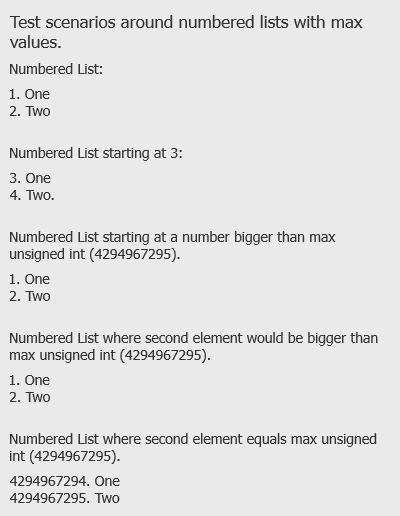 Test scenarios around numbered lists with max
values.
Numbered List:
1. One
2. Two
Numbered List starting at 3:
3. One
4. Two.
Numbered List starting at a number bigger than max
unsigned int (4294967295).
1. One
2. Two
Numbered List where second element would be bigger than
max unsigned int (4294967295).
1. One
2. Two
Numbered List where second element equals max unsigned
int (4294967295).
4294967294. One
4294967295. Two